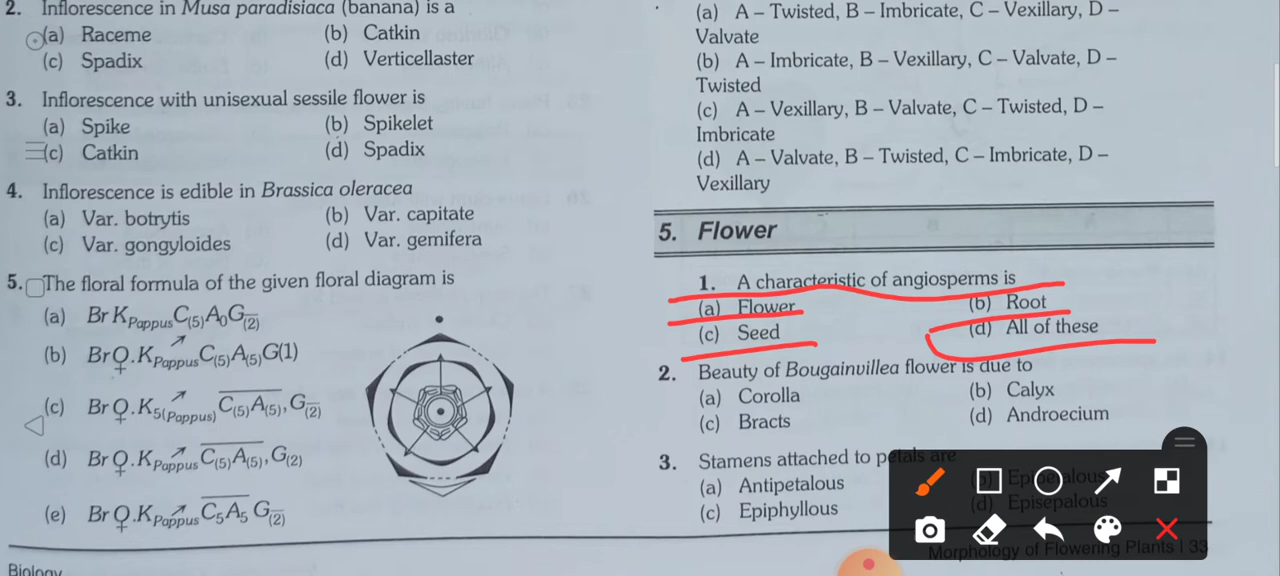 2. Inflorescence in Musa paradisiaca (banana) is a
(a) Raceme (b) Catkin
(c) Spadix (d) Verticellaster
3. Inflorescence with unisexual sessile flower is
(a) Spike (b) Spikelet
(c) Catkin (d) Spadix
4. Inflorescence is edible in Brassica oleracea
(a) Var. botrytis (b) Var. capitate
(c) Var. gongyloides (d) Var. gemifera
5. The floral formula of the given floral diagram is
(a) Br K Pappus C(5) A0 G(2)
(b) Br ⚥. K Pappus C(5) A(5) G(1)
(c) Br ⚥. K5(Pappus) C(5) A(5), G(2)
(d) Br ⚥. K Pappus C(5) A(5), G(2)
(e) Br ⚥. K Pappus C5 A5 G(2)
Biology
(a) A – Twisted, B – Imbricate, C – Vexillary, D –
Valvate
(b) A – Imbricate, B – Vexillary, C – Valvate, D –
Twisted
(c) A – Vexillary, B – Valvate, C – Twisted, D –
Imbricate
(d) A – Valvate, B – Twisted, C – Imbricate, D –
Vexillary
5. Flower
1. A characteristic of angiosperms is
(a) Flower (b) Root
(c) Seed (d) All of these
2. Beauty of Bougainvillea flower is due to
(a) Corolla (b) Calyx
(c) Bracts (d) Androecium
3. Stamens attached to petals are
(a) Antipetalous (b) Epipetalous
(c) Epiphyllous (d) Episepalous
Morphology of Flowering Plants | 33